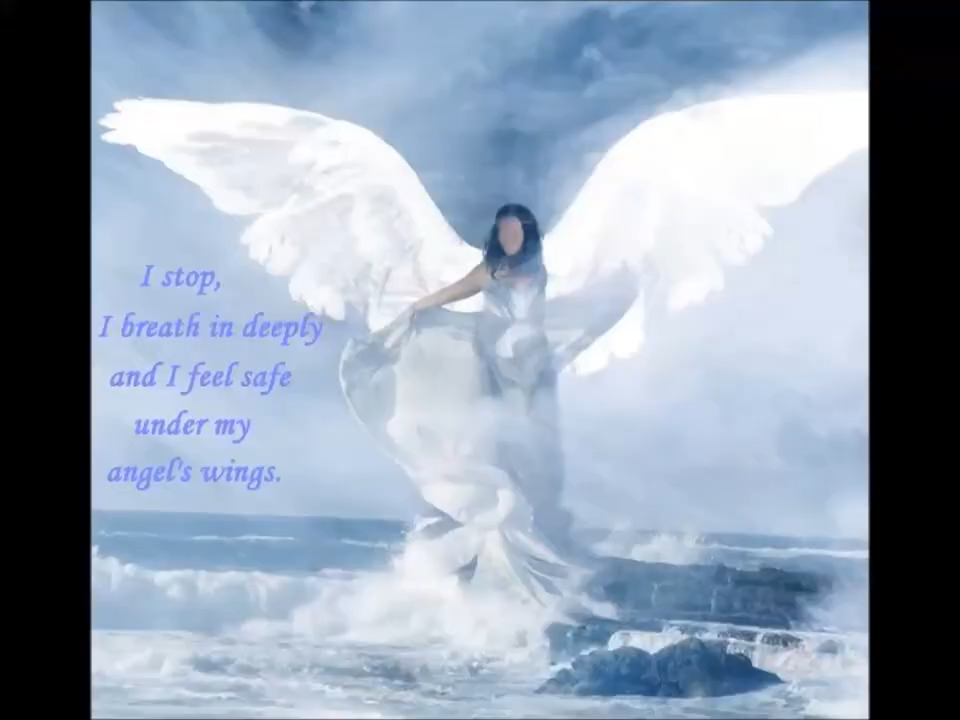 I stop,
I breath in deeply
and I feel safe
under my
angel's wings.